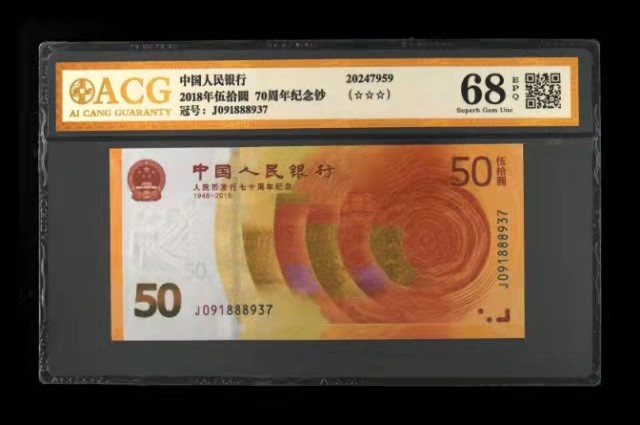 ACG
AI CANG GUARANTY
中国人民银行
2018年伍拾圆 70周年纪念钞
冠号: J091888937
20247959
(☆☆☆)
68 EPQ
Superb Gem Unc
中国人民银行
人民币发行七十周年纪念
1948-2018
50 伍拾圆
J091888937
50
50
J091888937